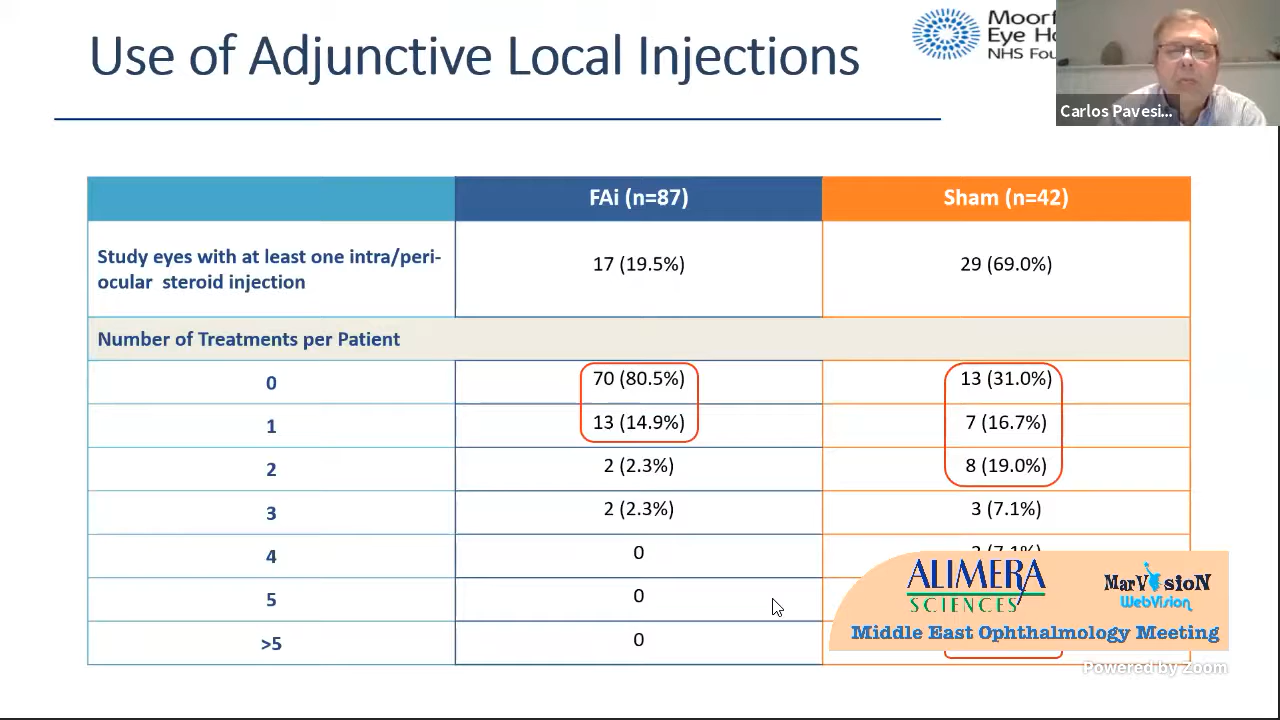 Use of Adjunctive Local Injections
Moorf
Eye Ho
NHS Fou
Carlos Pavesi...
FAi (n=87) Sham (n=42)
Study eyes with at least one intra/peri-
ocular steroid injection
17 (19.5%) 29 (69.0%)
Number of Treatments per Patient
0 70 (80.5%) 13 (31.0%)
1 13 (14.9%) 7 (16.7%)
2 2 (2.3%) 8 (19.0%)
3 2 (2.3%) 3 (7.1%)
4 0
5 0
>5 0
ALIMERA
SCIENCES
MarVisioN
WebVision
Middle East Ophthalmology Meeting
Powered by Zoom